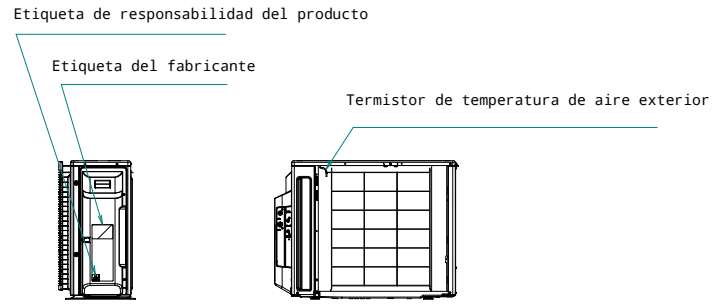 Etiqueta de responsabilidad del producto
Etiqueta del fabricante
Termistor de temperatura de aire exterior